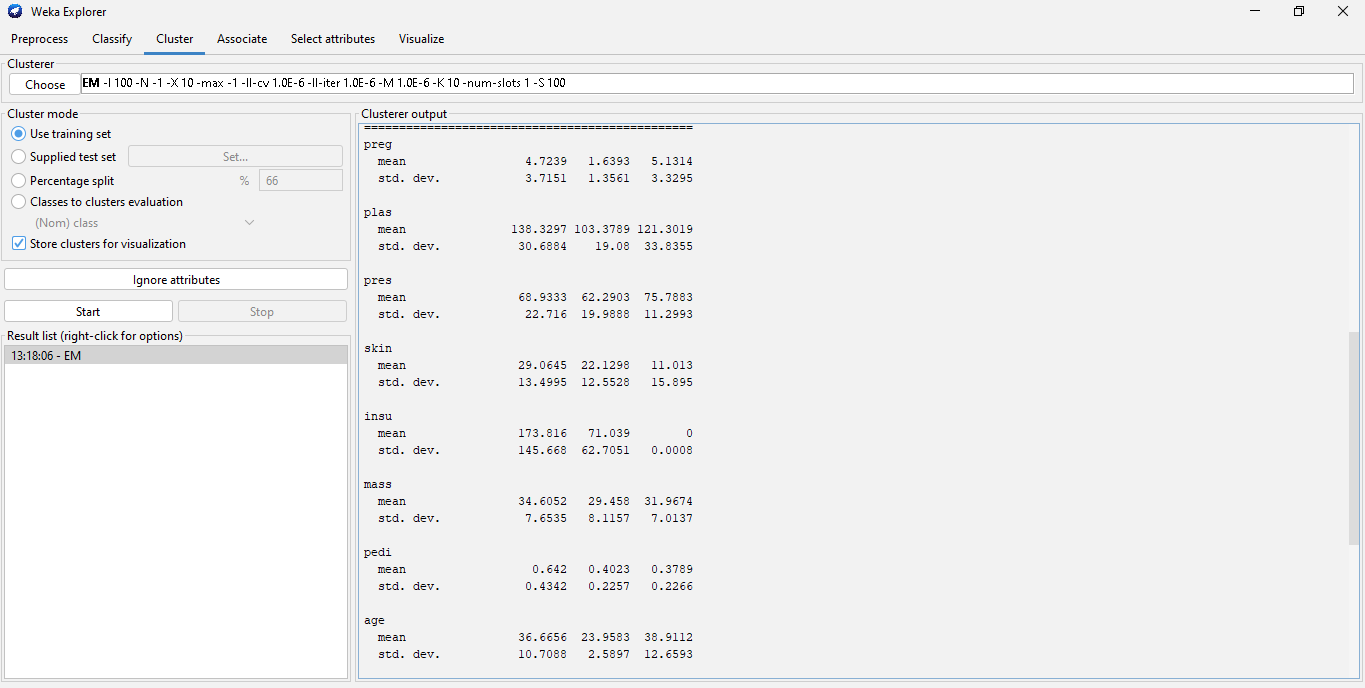 Weka Explorer
Preprocess Classify Cluster Associate Select attributes Visualize
Clusterer
Choose EM -I 100 -N -1 -X 10 -max -1 -ll-cv 1.0E-6 -ll-iter 1.0E-6 -M 1.0E-6 -K 10 -num-slots 1 -S 100
Cluster mode
Use training set
Supplied test set Set...
Percentage split % 66
Classes to clusters evaluation
(Nom) class
Store clusters for visualization
Ignore attributes
Start Stop
Result list (right-click for options)
13:18:06 - EM
Clusterer output
===============================================
preg
mean 4.7239 1.6393 5.1314
std. dev. 3.7151 1.3561 3.3295
plas
mean 138.3297 103.3789 121.3019
std. dev. 30.6884 19.08 33.8355
pres
mean 68.9333 62.2903 75.7883
std. dev. 22.716 19.9888 11.2993
skin
mean 29.0645 22.1298 11.013
std. dev. 13.4995 12.5528 15.895
insu
mean 173.816 71.039 0
std. dev. 145.668 62.7051 0.0008
mass
mean 34.6052 29.458 31.9674
std. dev. 7.6535 8.1157 7.0137
pedi
mean 0.642 0.4023 0.3789
std. dev. 0.4342 0.2257 0.2266
age
mean 36.6656 23.9583 38.9112
std. dev. 10.7088 2.5897 12.6593